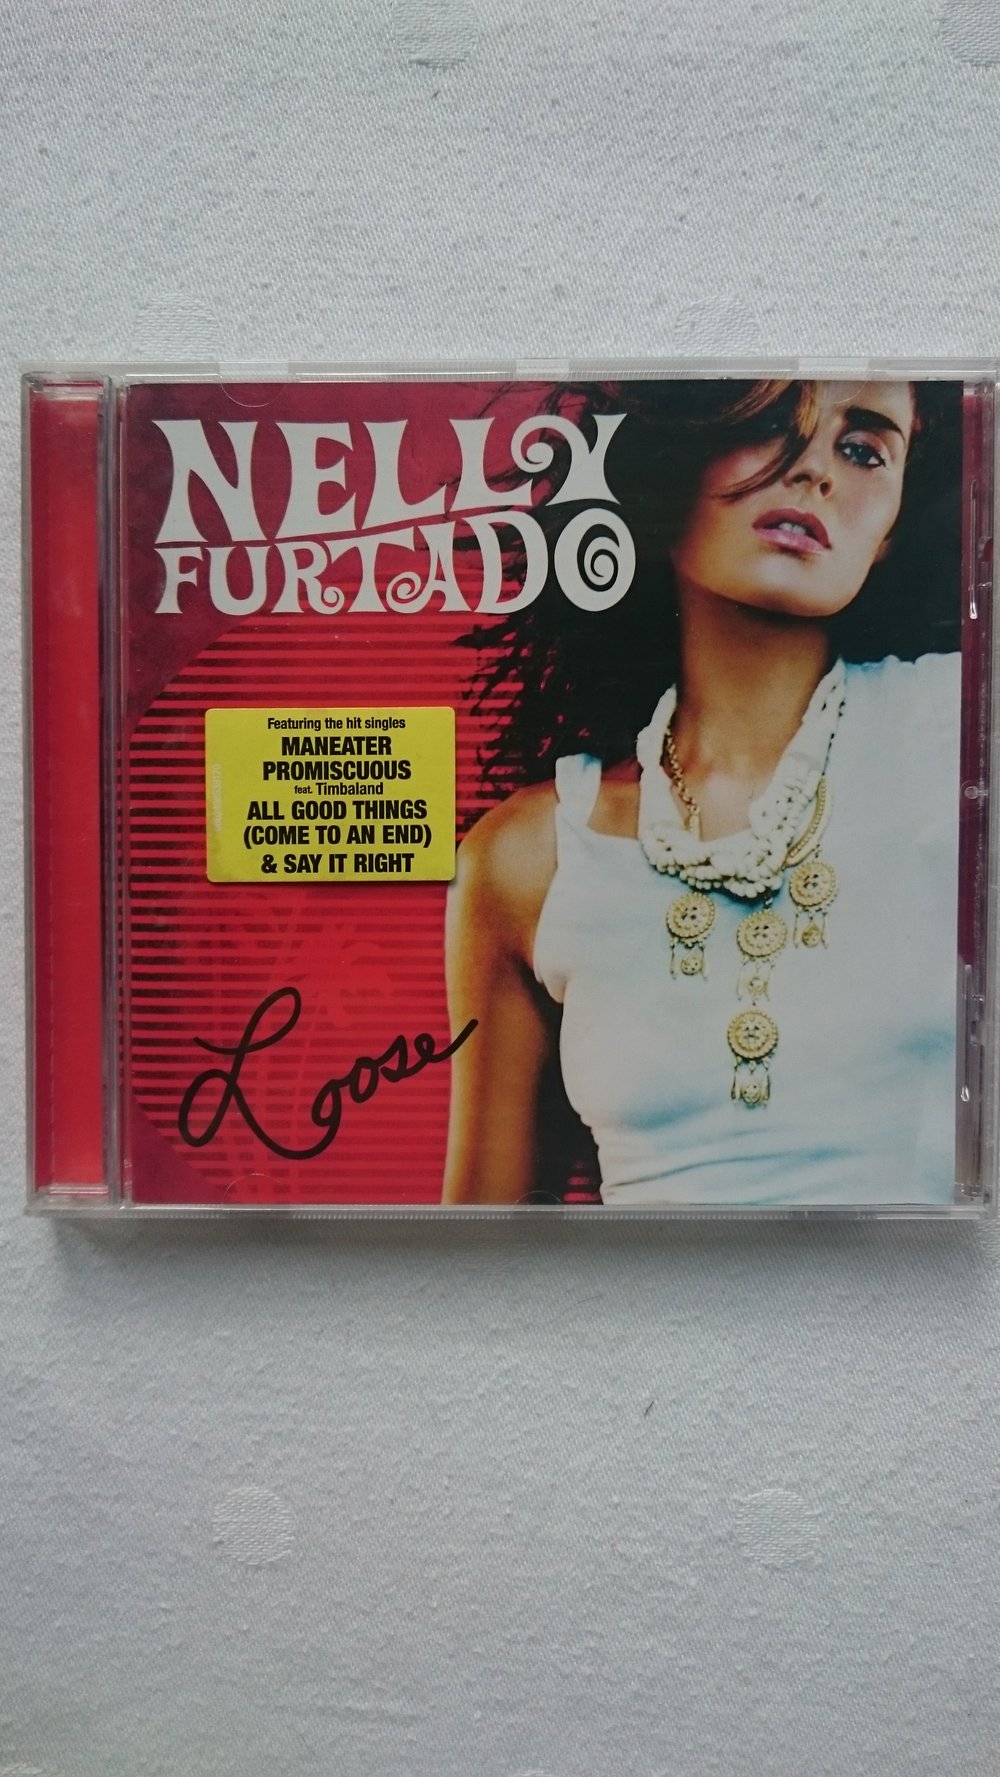 NELLY
FURTADO
Featuring the hit singles
MANEATER
PROMISCUOUS
feat. Timbaland
ALL GOOD THINGS
(COME TO AN END)
& SAY IT RIGHT
Loose